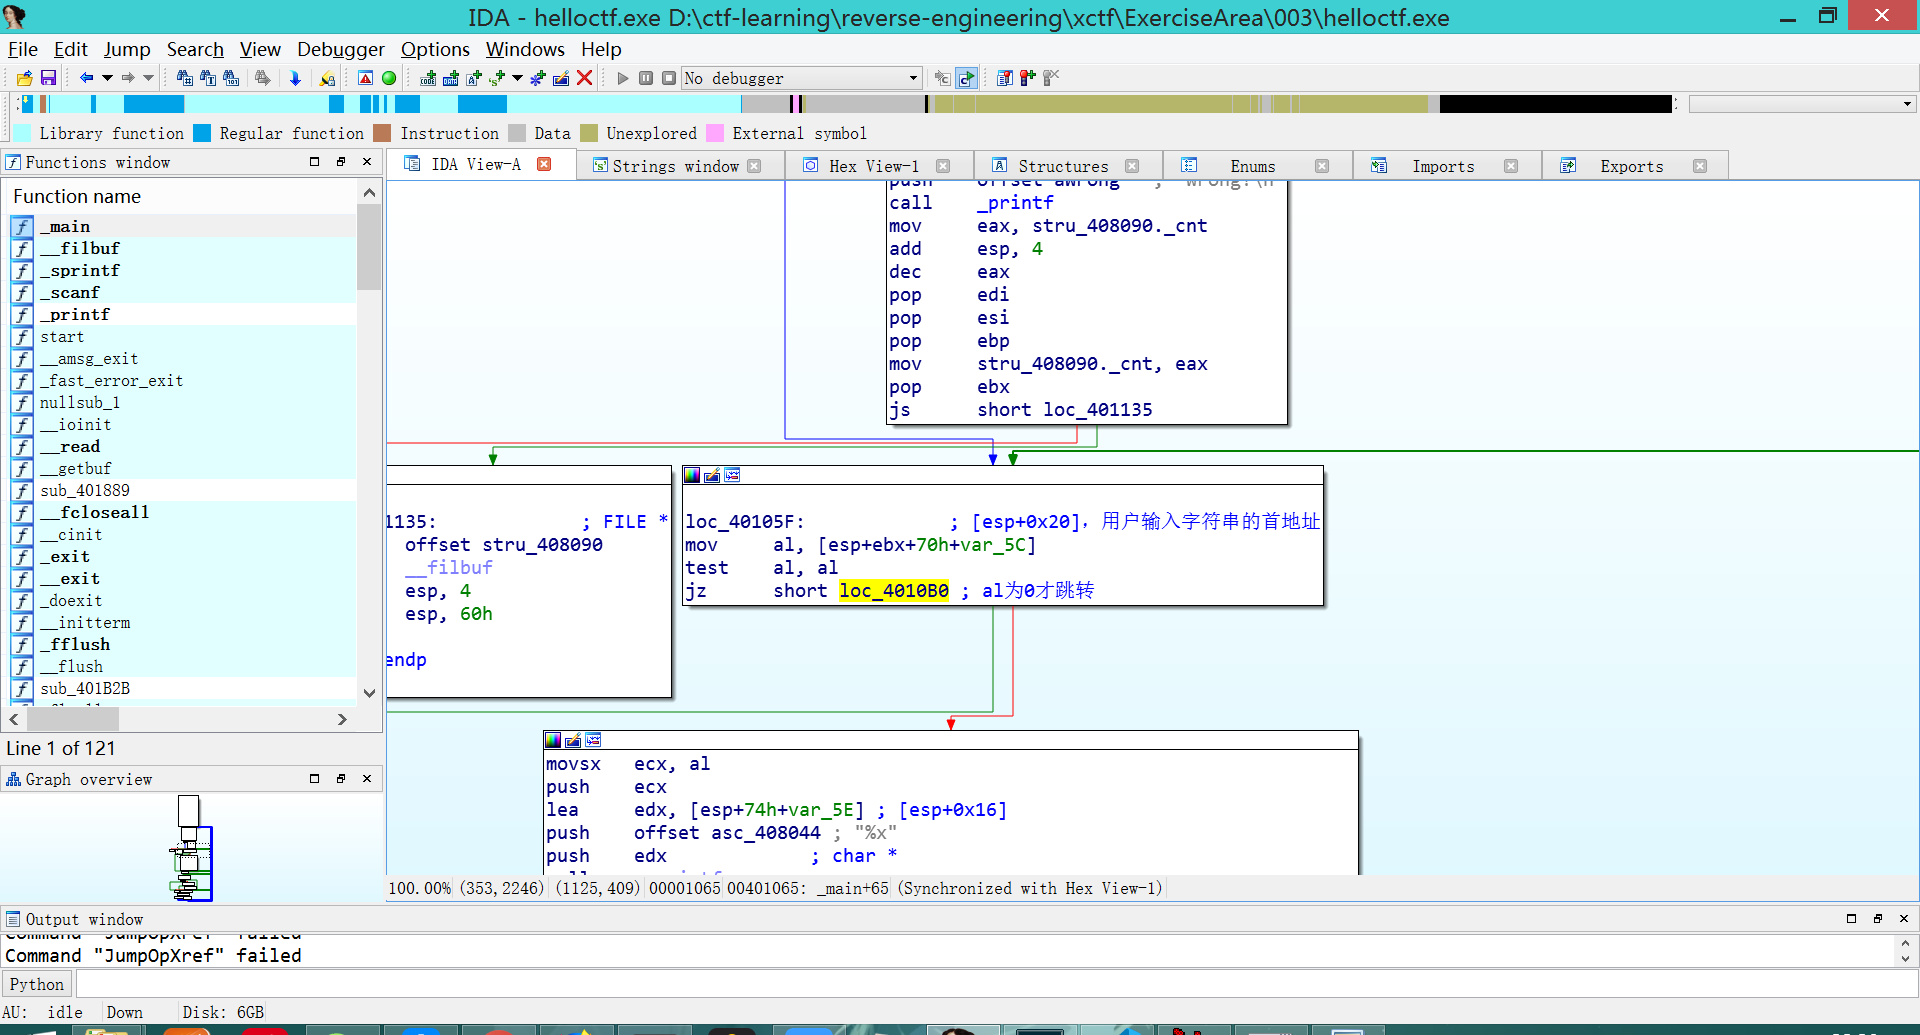 IDA - helloctf.exe D:\ctf-learning\reverse-engineering\xctf\ExerciseArea\003\helloctf.exe
File Edit Jump Search View Debugger Options Windows Help
No debugger
Library function Regular function Instruction Data Unexplored External symbol
Functions window
IDA View-A Strings window Hex View-1 Structures Enums Imports Exports
Function name
_main
__filbuf
_sprintf
_scanf
_printf
start
__amsg_exit
_fast_error_exit
nullsub_1
__ioinit
__read
__getbuf
sub_401889
__fcloseall
__cinit
_exit
__exit
_doexit
__initterm
_fflush
__flush
sub_401B2B
Line 1 of 121
Graph overview
push offset aWrong ; "wrong!\n"
call _printf
mov eax, stru_408090._cnt
add esp, 4
dec eax
pop edi
pop esi
pop ebp
mov stru_408090._cnt, eax
pop ebx
js short loc_401135
1135: ; FILE *
offset stru_408090
__filbuf
esp, 4
esp, 60h
endp
loc_40105F: ; [esp+0x20]，用户输入字符串的首地址
mov al, [esp+ebx+70h+var_5C]
test al, al
jz short loc_4010B0 ; al为0才跳转
movsx ecx, al
push ecx
lea edx, [esp+74h+var_5E] ; [esp+0x16]
push offset asc_408044 ; "%x"
push edx ; char *
100.00% (353,2246) (1125,409) 00001065 00401065: _main+65 (Synchronized with Hex View-1)
Output window
Command "JumpOpXref" failed
Command "JumpOpXref" failed
Python
AU: idle Down Disk: 6GB